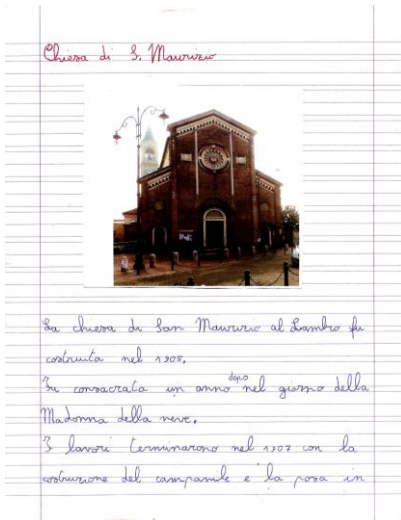 Chiesa di S. Maurizio
La chiesa di San Maurizio al Lambro fu
costruita nel 1905.
Fu consacrata un anno dopo nel giorno della
Madonna della neve.
I lavori terminarono nel 1907 con la
costruzione del campanile e la posa in